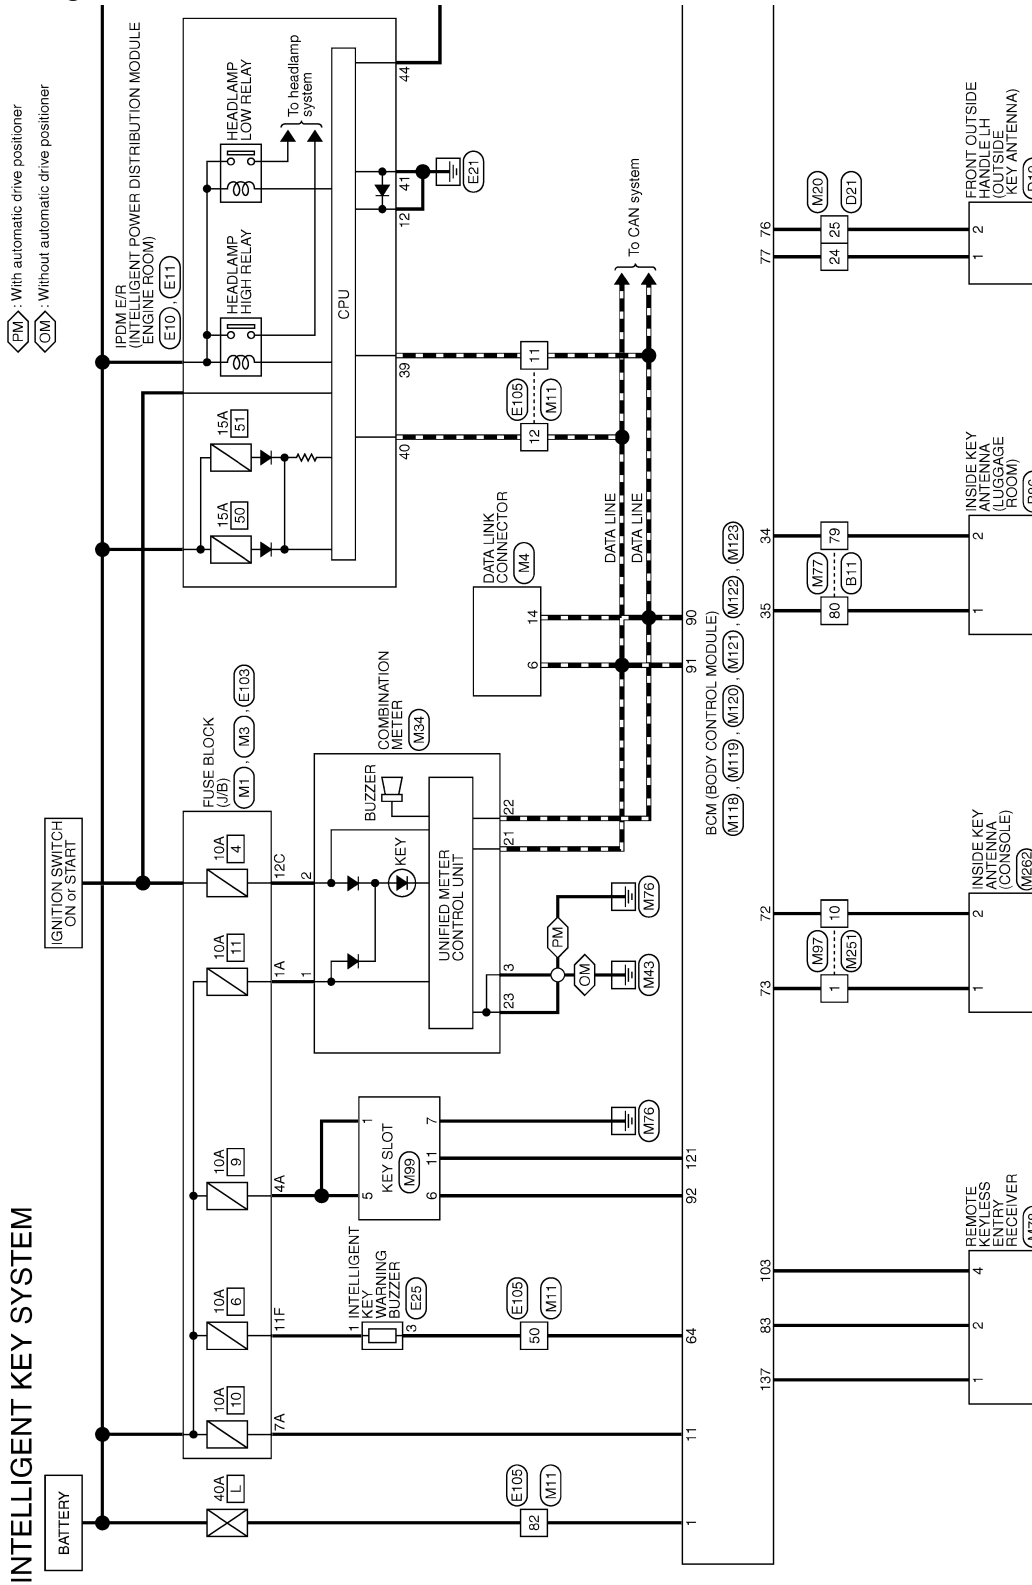 INTELLIGENT KEY SYSTEM
PM : With automatic drive positioner
OM : Without automatic drive positioner
BATTERY
IGNITION SWITCH
ON or START
40A
L
10A
10
10A
6
10A
9
10A
11
10A
4
FUSE BLOCK
(J/B)
M1 , M3 , E103
7A
11F
4A
1A
12C
IPDM E/R
(INTELLIGENT POWER DISTRIBUTION MODULE
ENGINE ROOM)
E10 , E11
15A
50
15A
51
HEADLAMP
HIGH RELAY
HEADLAMP
LOW RELAY
To headlamp
system
CPU
40
39
12
41
44
E21
1
INTELLIGENT
KEY
WARNING
BUZZER
E25
3
5
1
KEY SLOT
M99
6
11
7
M76
1
2
KEY
BUZZER
COMBINATION
METER
M34
UNIFIED METER
CONTROL UNIT
23
3
21
22
PM
OM
M43
M76
DATA LINK
CONNECTOR
M4
6
14
DATA LINE
DATA LINE
To CAN system
12
11
E105
M11
82
E105
M11
50
E105
M11
1
11
64
92
121
91
90
BCM (BODY CONTROL MODULE)
M118 , M119 , M120 , M121 , M122 , M123
137
83
103
73
72
35
34
77
76
1
10
M97
M251
80
79
M77
B11
24
25
M20
D21
1
2
4
REMOTE
KEYLESS
ENTRY
RECEIVER
1
2
INSIDE KEY
ANTENNA
(CONSOLE)
M262
1
2
INSIDE KEY
ANTENNA
(LUGGAGE
ROOM)
1
2
FRONT OUTSIDE
HANDLE LH
(OUTSIDE
KEY ANTENNA)